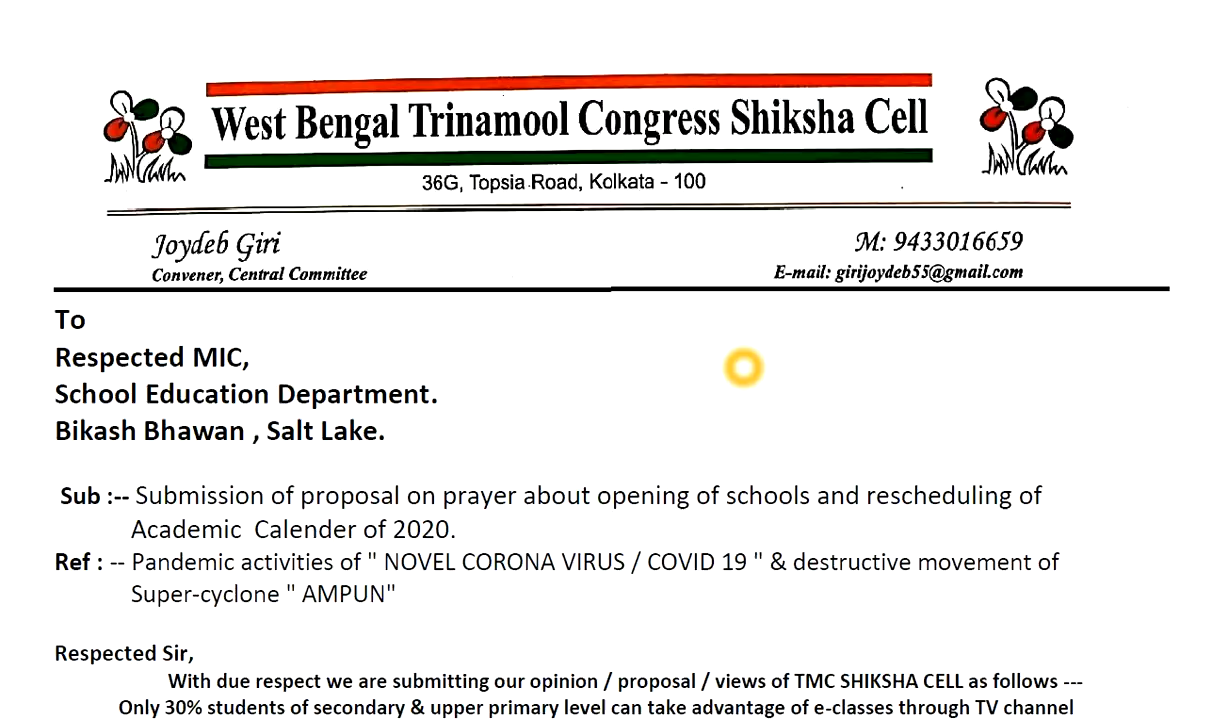 West Bengal Trinamool Congress Shiksha Cell
36G, Topsia Road, Kolkata - 100
Joydeb Giri
M: 9433016659
Convener, Central Committee
E-mail: girijoydeb55@gmail.com
To
Respected MIC,
School Education Department.
Bikash Bhawan , Salt Lake.
Sub :-- Submission of proposal on prayer about opening of schools and rescheduling of
Academic Calender of 2020.
Ref : -- Pandemic activities of " NOVEL CORONA VIRUS / COVID 19 " & destructive movement of
Super-cyclone " AMPUN"
Respected Sir,
With due respect we are submitting our opinion / proposal / views of TMC SHIKSHA CELL as follows ---
Only 30% students of secondary & upper primary level can take advantage of e-classes through TV channel